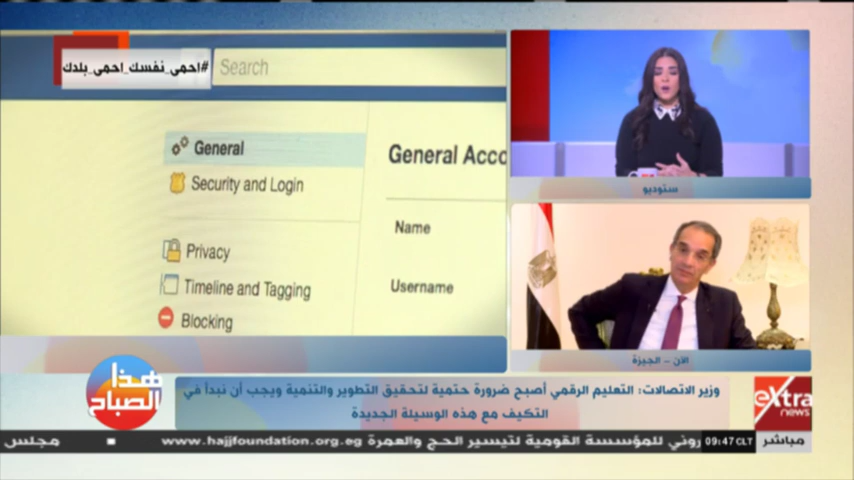 #احمى_نفسك_احمى_بلدك
Search
General
Security and Login
Privacy
Timeline and Tagging
Blocking
General Acco
Name
Username
ستوديو
الآن - الجيزة
هذا
الصباح
وزير الاتصالات: التعليم الرقمي أصبح ضرورة حتمية لتحقيق التطوير والتنمية ويجب أن نبدأ في
التكيف مع هذه الوسيلة الجديدة
eXtra
news
مباشر
09:47 CLT
روني للمؤسسة القومية لتيسير الحج والعمرة www.hajjfoundation.org.eg ■ مجلس